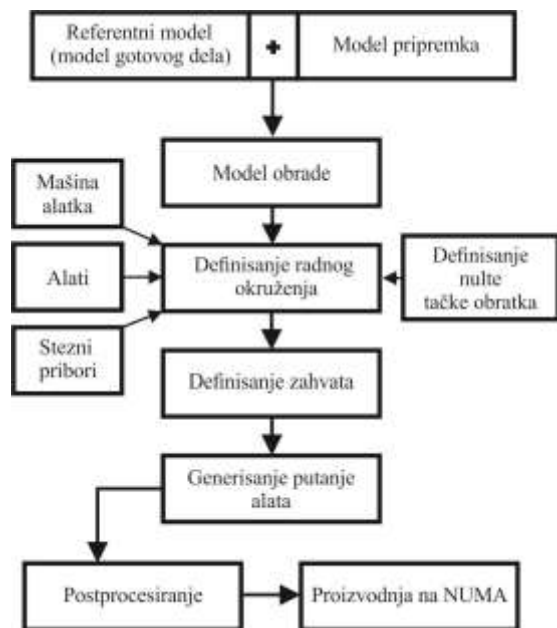 Referentni model
(model gotovog dela)
+
Model pripremka
Model obrade
Mašina
alatka
Alati
Stezni
pribori
Definisanje radnog
okruženja
Definisanje
nulte
tačke obratka
Definisanje zahvata
Generisanje putanje
alata
Postprocesiranje
Proizvodnja na NUMA